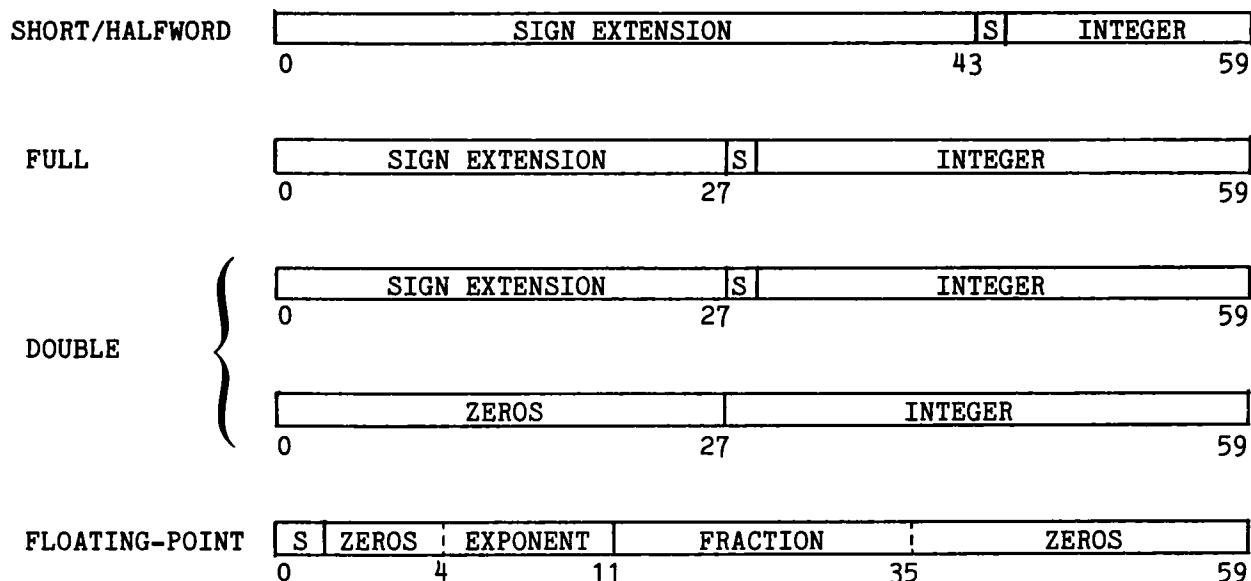 SHORT/HALFWORD SIGN EXTENSION S INTEGER
0 43 59
FULL SIGN EXTENSION S INTEGER
0 27 59
SIGN EXTENSION S INTEGER
0 27 59
DOUBLE
ZEROS INTEGER
0 27 59
FLOATING-POINT S ZEROS EXPONENT FRACTION ZEROS
0 4 11 35 59